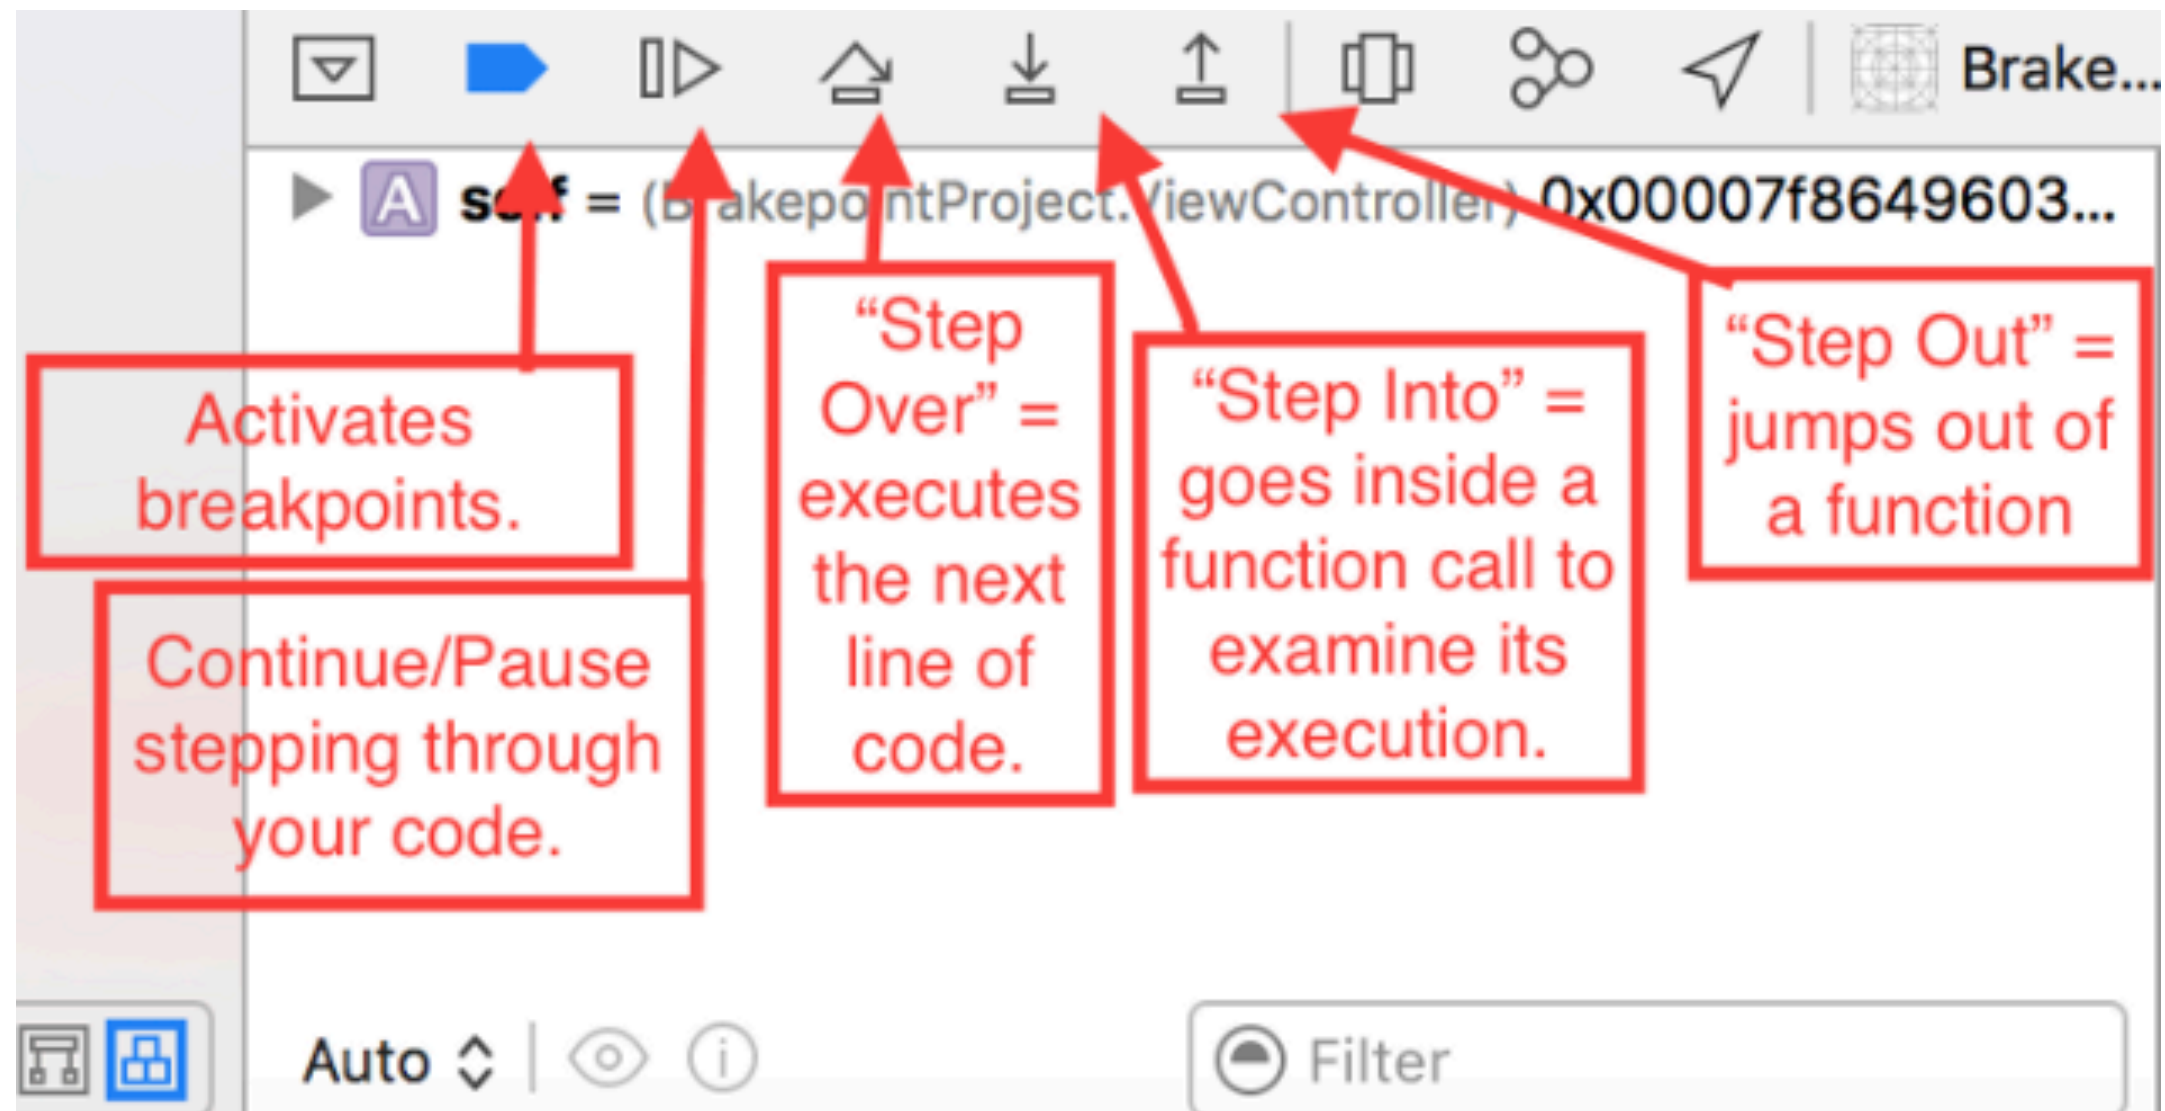 Brake...
A self = (BrakepointProject.ViewController) 0x00007f8649603...
Activates
breakpoints.
Continue/Pause
stepping through
your code.
“Step
Over” =
executes
the next
line of
code.
“Step Into” =
goes inside a
function call to
examine its
execution.
“Step Out” =
jumps out of
a function
Auto
Filter